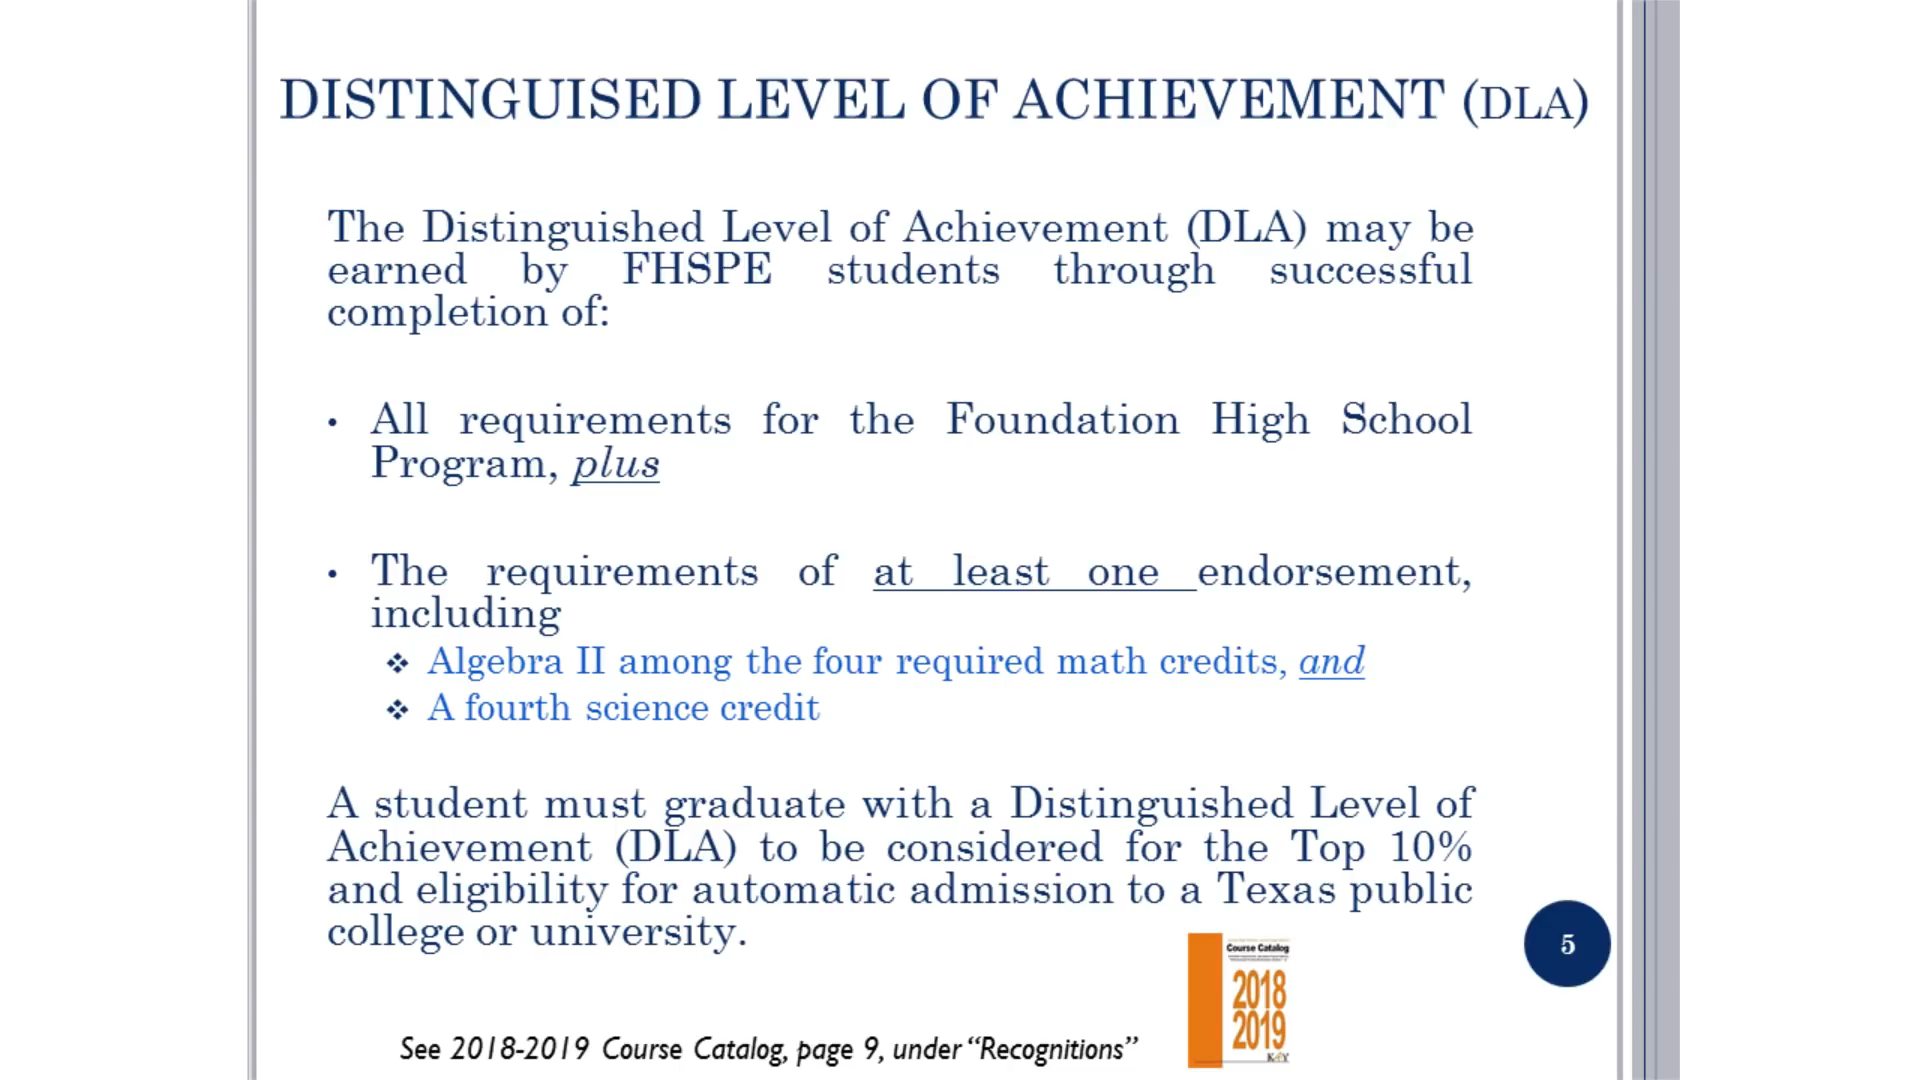 DISTINGUISED LEVEL OF ACHIEVEMENT (DLA)
The Distinguished Level of Achievement (DLA) may be
earned by FHSPE students through successful
completion of:
• All requirements for the Foundation High School
Program, plus
• The requirements of at least one endorsement,
including
❖ Algebra II among the four required math credits, and
❖ A fourth science credit
A student must graduate with a Distinguished Level of
Achievement (DLA) to be considered for the Top 10%
and eligibility for automatic admission to a Texas public
college or university.
5
Course Catalog
2018
2019
See 2018-2019 Course Catalog, page 9, under “Recognitions”